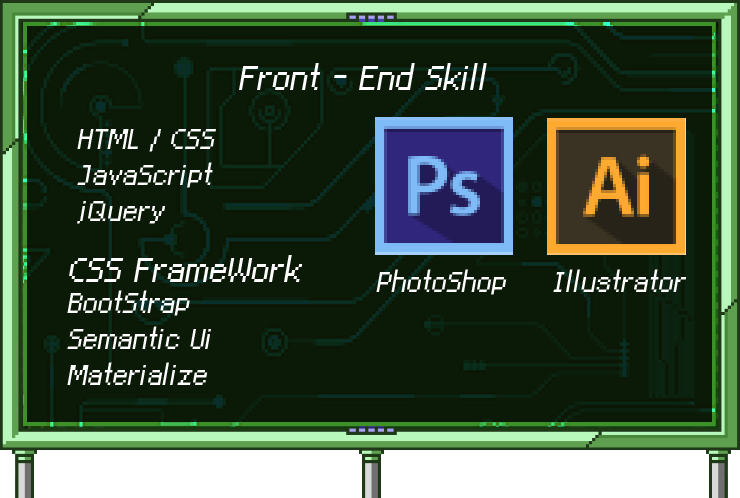 Front - End Skill
HTML / CSS
JavaScript
jQuery
CSS FrameWork
BootStrap
Semantic Ui
Materialize
Ps
PhotoShop
Ai
Illustrator